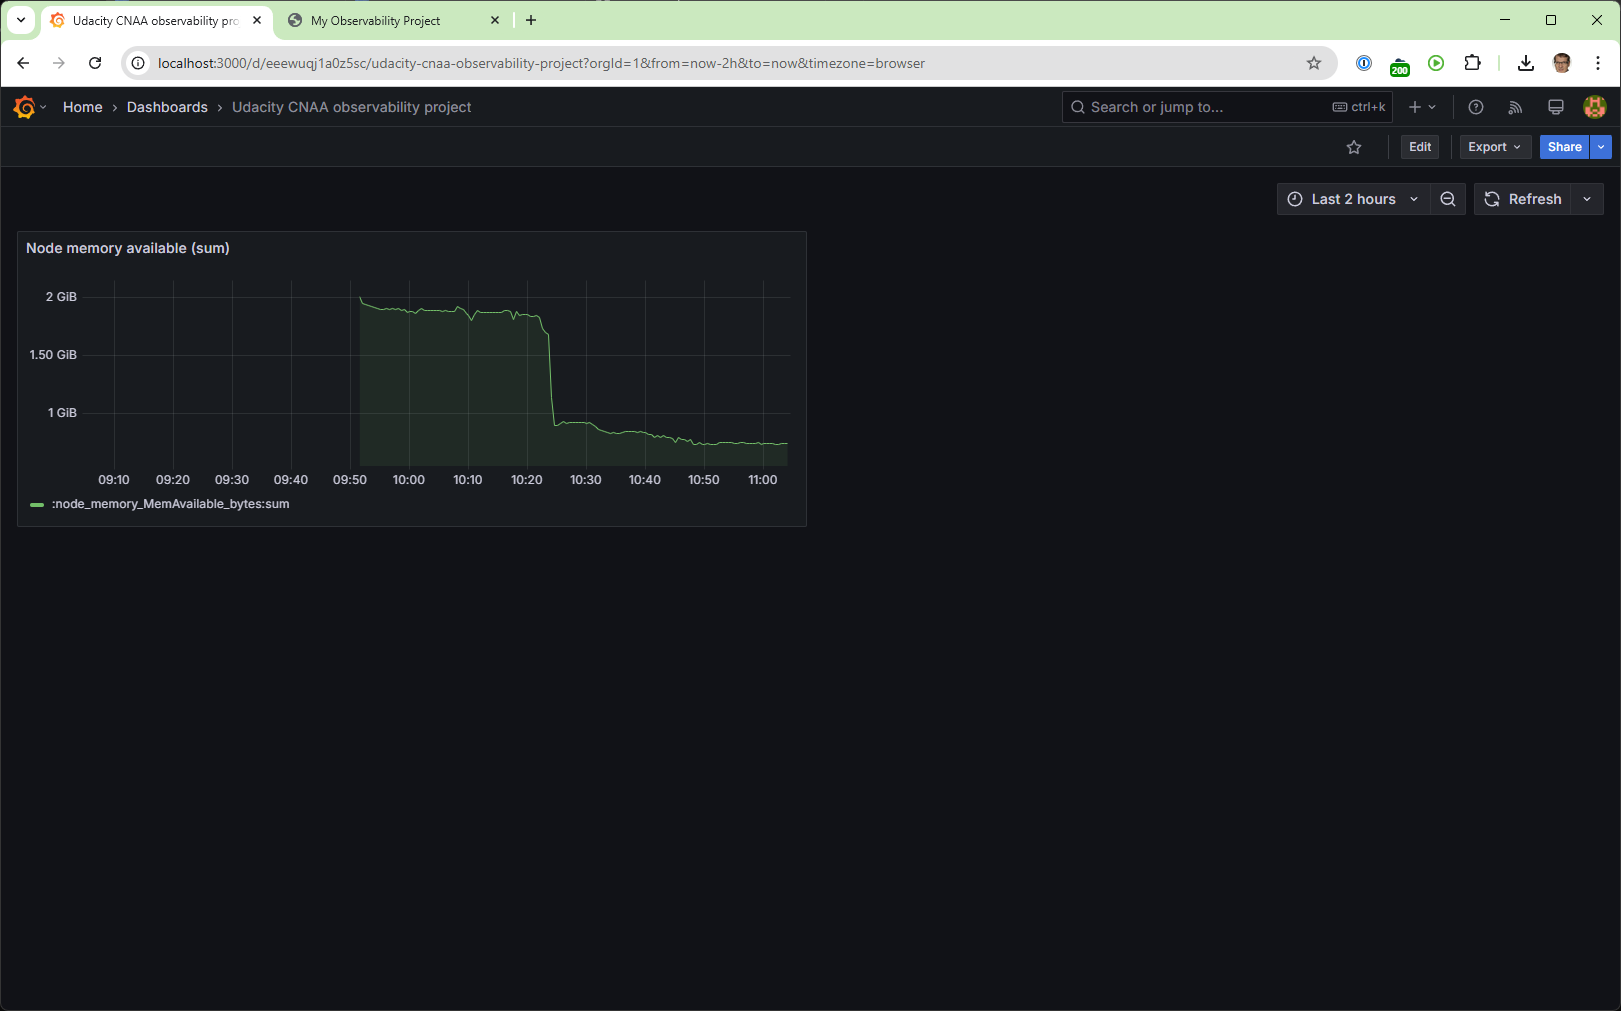 Udacity CNAA observability pro
My Observability Project
localhost:3000/d/eeewuqj1a0z5sc/udacity-cnaa-observability-project?orgId=1&from=now-2h&to=now&timezone=browser
200
Home › Dashboards › Udacity CNAA observability project
Search or jump to... ctrl+k
Edit
Export
Share
Last 2 hours
Refresh
Node memory available (sum)
2 GiB
1.50 GiB
1 GiB
09:10 09:20 09:30 09:40 09:50 10:00 10:10 10:20 10:30 10:40 10:50 11:00
:node_memory_MemAvailable_bytes:sum